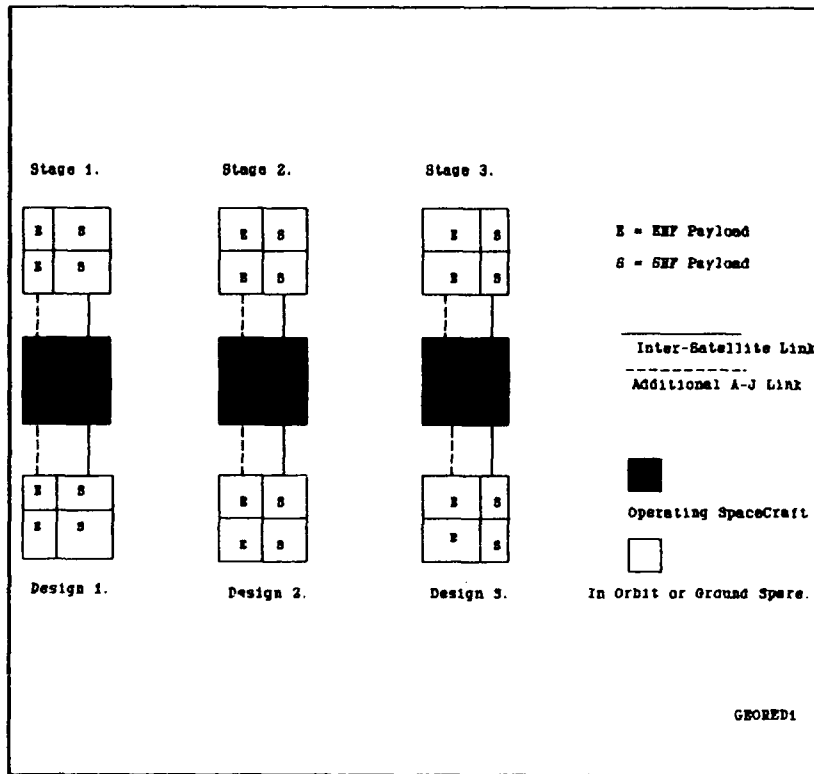 Stage 1. Stage 2. Stage 3.
E S E S E S
E S E S E S
E = EHF Payload
S = SHF Payload
Inter-Satellite Link
Additional A-J Link
E S E S E S
E S E S E S
Operating SpaceCraft
Design 1. Design 2. Design 3.
In Orbit or Ground Spare.
GEORED1